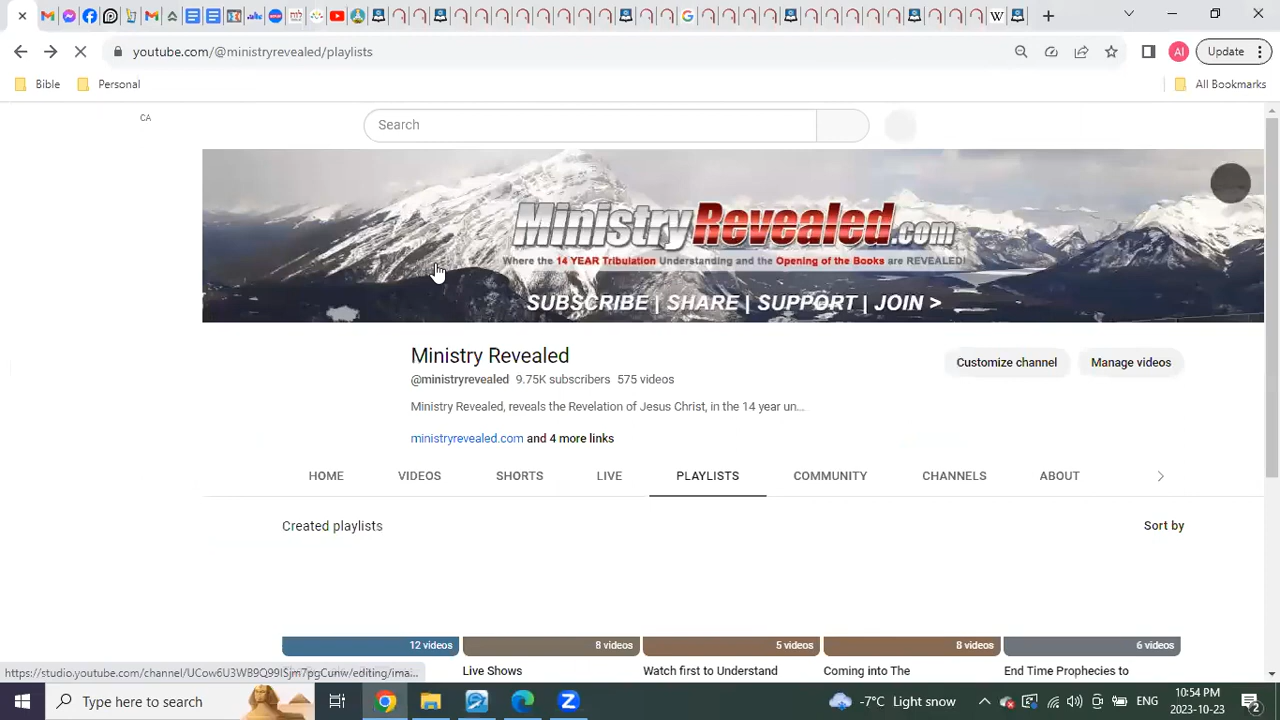 youtube.com/@ministryrevealed/playlists
AI
Update
Bible
Personal
All Bookmarks
CA
Search
MinistryRevealed.com
Where the 14 YEAR Tribulation Understanding and the Opening of the Books are REVEALED!
SUBSCRIBE | SHARE | SUPPORT | JOIN >
Ministry Revealed
@ministryrevealed 9.75K subscribers 575 videos
Customize channel
Manage videos
Ministry Revealed, reveals the Revelation of Jesus Christ, in the 14 year un...
ministryrevealed.com and 4 more links
HOME VIDEOS SHORTS LIVE PLAYLISTS COMMUNITY CHANNELS ABOUT
Created playlists
Sort by
12 videos 8 videos 5 videos 8 videos 6 videos
https://studio.youtube.com/channel/UCow6U3WB9Q99ISjm7pgCunw/editing/ima...
Live Shows
Watch first to Understand
Coming into The
End Time Prophecies to
Type here to search
-7°C Light snow
ENG
10:54 PM
2023-10-23
2